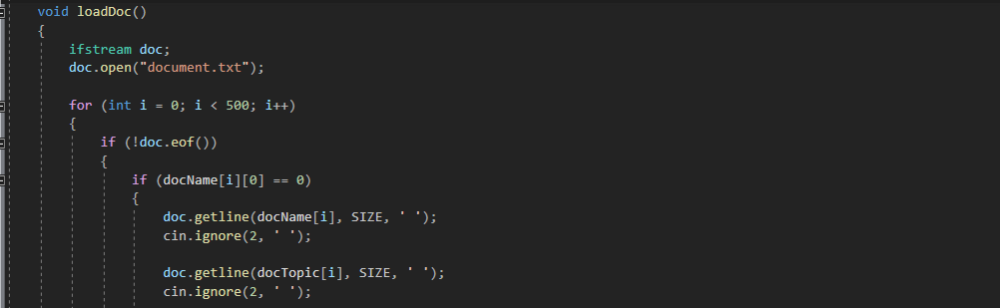 void loadDoc()
{
    ifstream doc;
    doc.open("document.txt");

    for (int i = 0; i < 500; i++)
    {
        if (!doc.eof())
        {
            if (docName[i][0] == 0)
            {
                doc.getline(docName[i], SIZE, ' ');
                cin.ignore(2, ' ');

                doc.getline(docTopic[i], SIZE, ' ');
                cin.ignore(2, ' ');